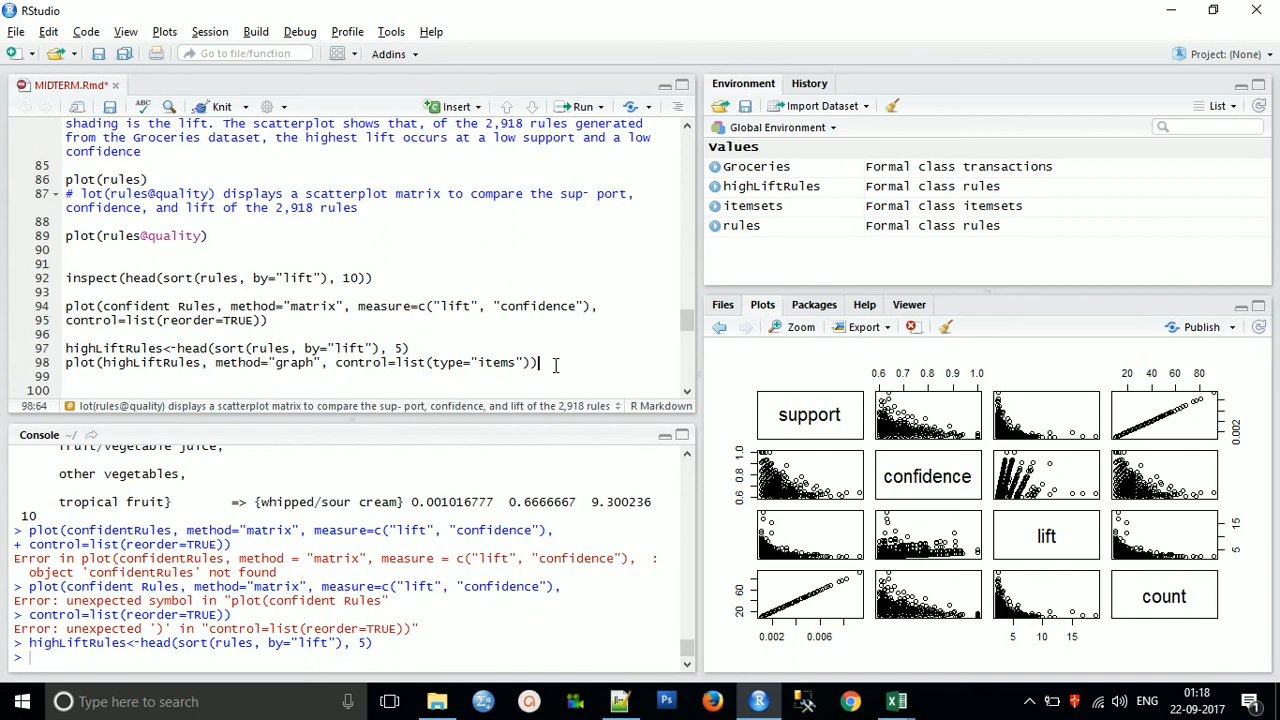 RStudio
File Edit Code View Plots Session Build Debug Profile Tools Help
Go to file/function
Addins
Project: (None)
MIDTERM.Rmd*
ABC Knit Insert Run
shading is the lift. The scatterplot shows that, of the 2,918 rules generated
from the Groceries dataset, the highest lift occurs at a low support and a low
confidence
85
86 plot(rules)
87 # lot(rules@quality) displays a scatterplot matrix to compare the sup- port,
confidence, and lift of the 2,918 rules
88
89 plot(rules@quality)
90
91
92 inspect(head(sort(rules, by="lift"), 10))
93
94 plot(confident Rules, method="matrix", measure=c("lift", "confidence"),
95 control=list(reorder=TRUE))
96
97 highLiftRules<-head(sort(rules, by="lift"), 5)
98 plot(highLiftRules, method="graph", control=list(type="items"))
99
100
98:64 lot(rules@quality) displays a scatterplot matrix to compare the sup- port, confidence, and lift of the 2,918 rules R Markdown
Console ~/
fruit/vegetable juice,
other vegetables,
tropical fruit} => {whipped/sour cream} 0.001016777 0.6666667 9.300236
10
> plot(confidentRules, method="matrix", measure=c("lift", "confidence"),
+ control=list(reorder=TRUE))
Error in plot(confidentRules, method = "matrix", measure = c("lift", "confidence"), :
object 'confidentRules' not found
> plot(confident Rules, method="matrix", measure=c("lift", "confidence"),
Error: unexpected symbol in "plot(confident Rules"
> control=list(reorder=TRUE))
Error: unexpected ')' in "control=list(reorder=TRUE))"
> highLiftRules<-head(sort(rules, by="lift"), 5)
>
Environment History
Import Dataset List
Global Environment
Values
Groceries Formal class transactions
highLiftRules Formal class rules
itemsets Formal class itemsets
rules Formal class rules
Files Plots Packages Help Viewer
Zoom Export Publish
0.6 0.7 0.8 0.9 1.0 20 40 60 80
support 0.002
0.6 0.8 1.0 confidence
lift 5 15
20 60 count
0.002 0.006 5 10 15
Type here to search
Ps
ENG 01:18
22-09-2017
1